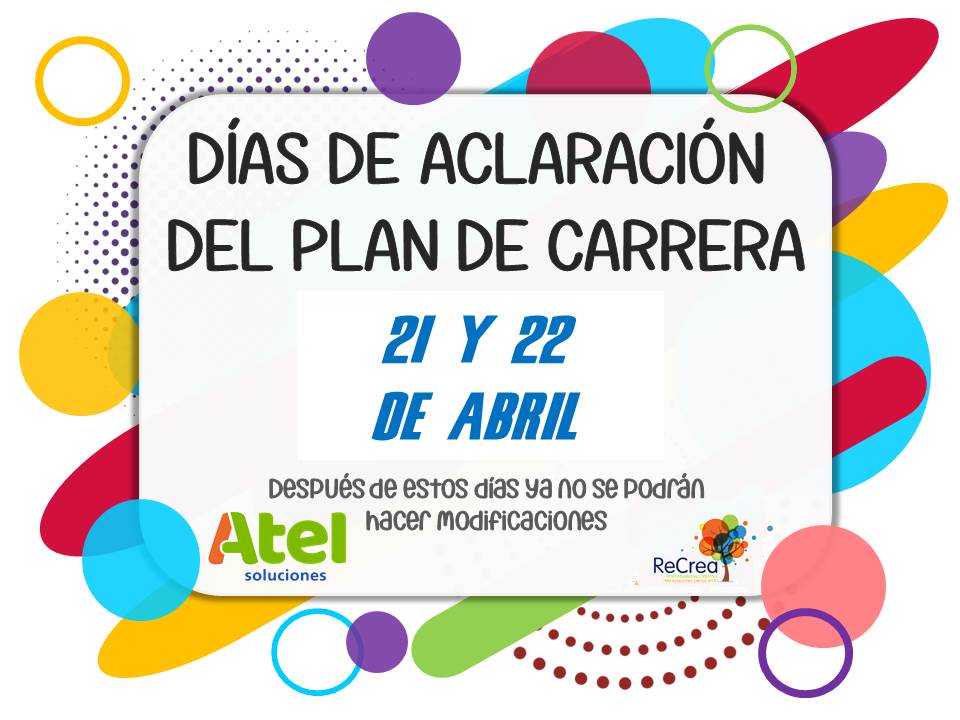 DÍAS DE ACLARACIÓN
DEL PLAN DE CARRERA
21 Y 22
DE ABRIL
Después de estos días ya no se podrán
hacer modificaciones
Atel
soluciones
ReCrea